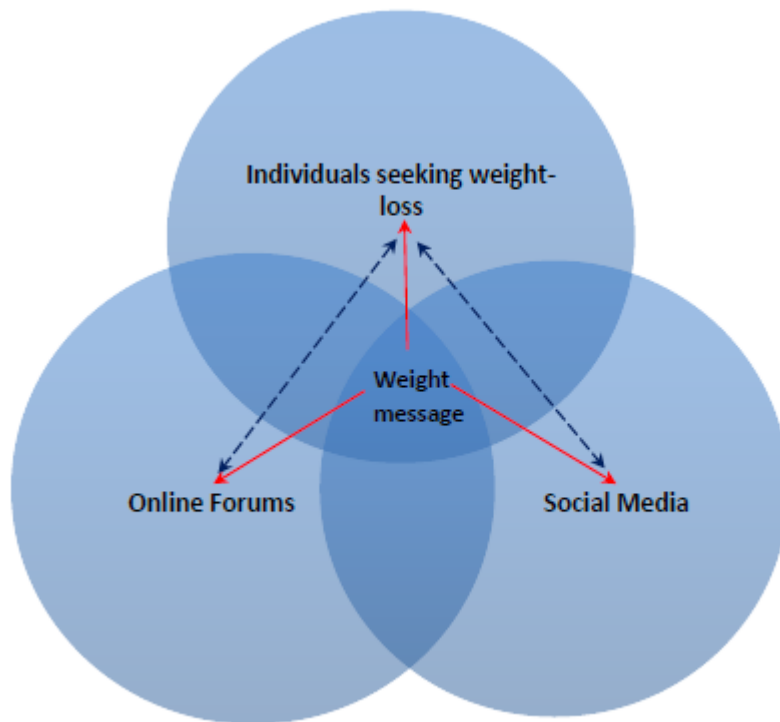 Individuals seeking weight-
loss
Weight
message
Online Forums
Social Media